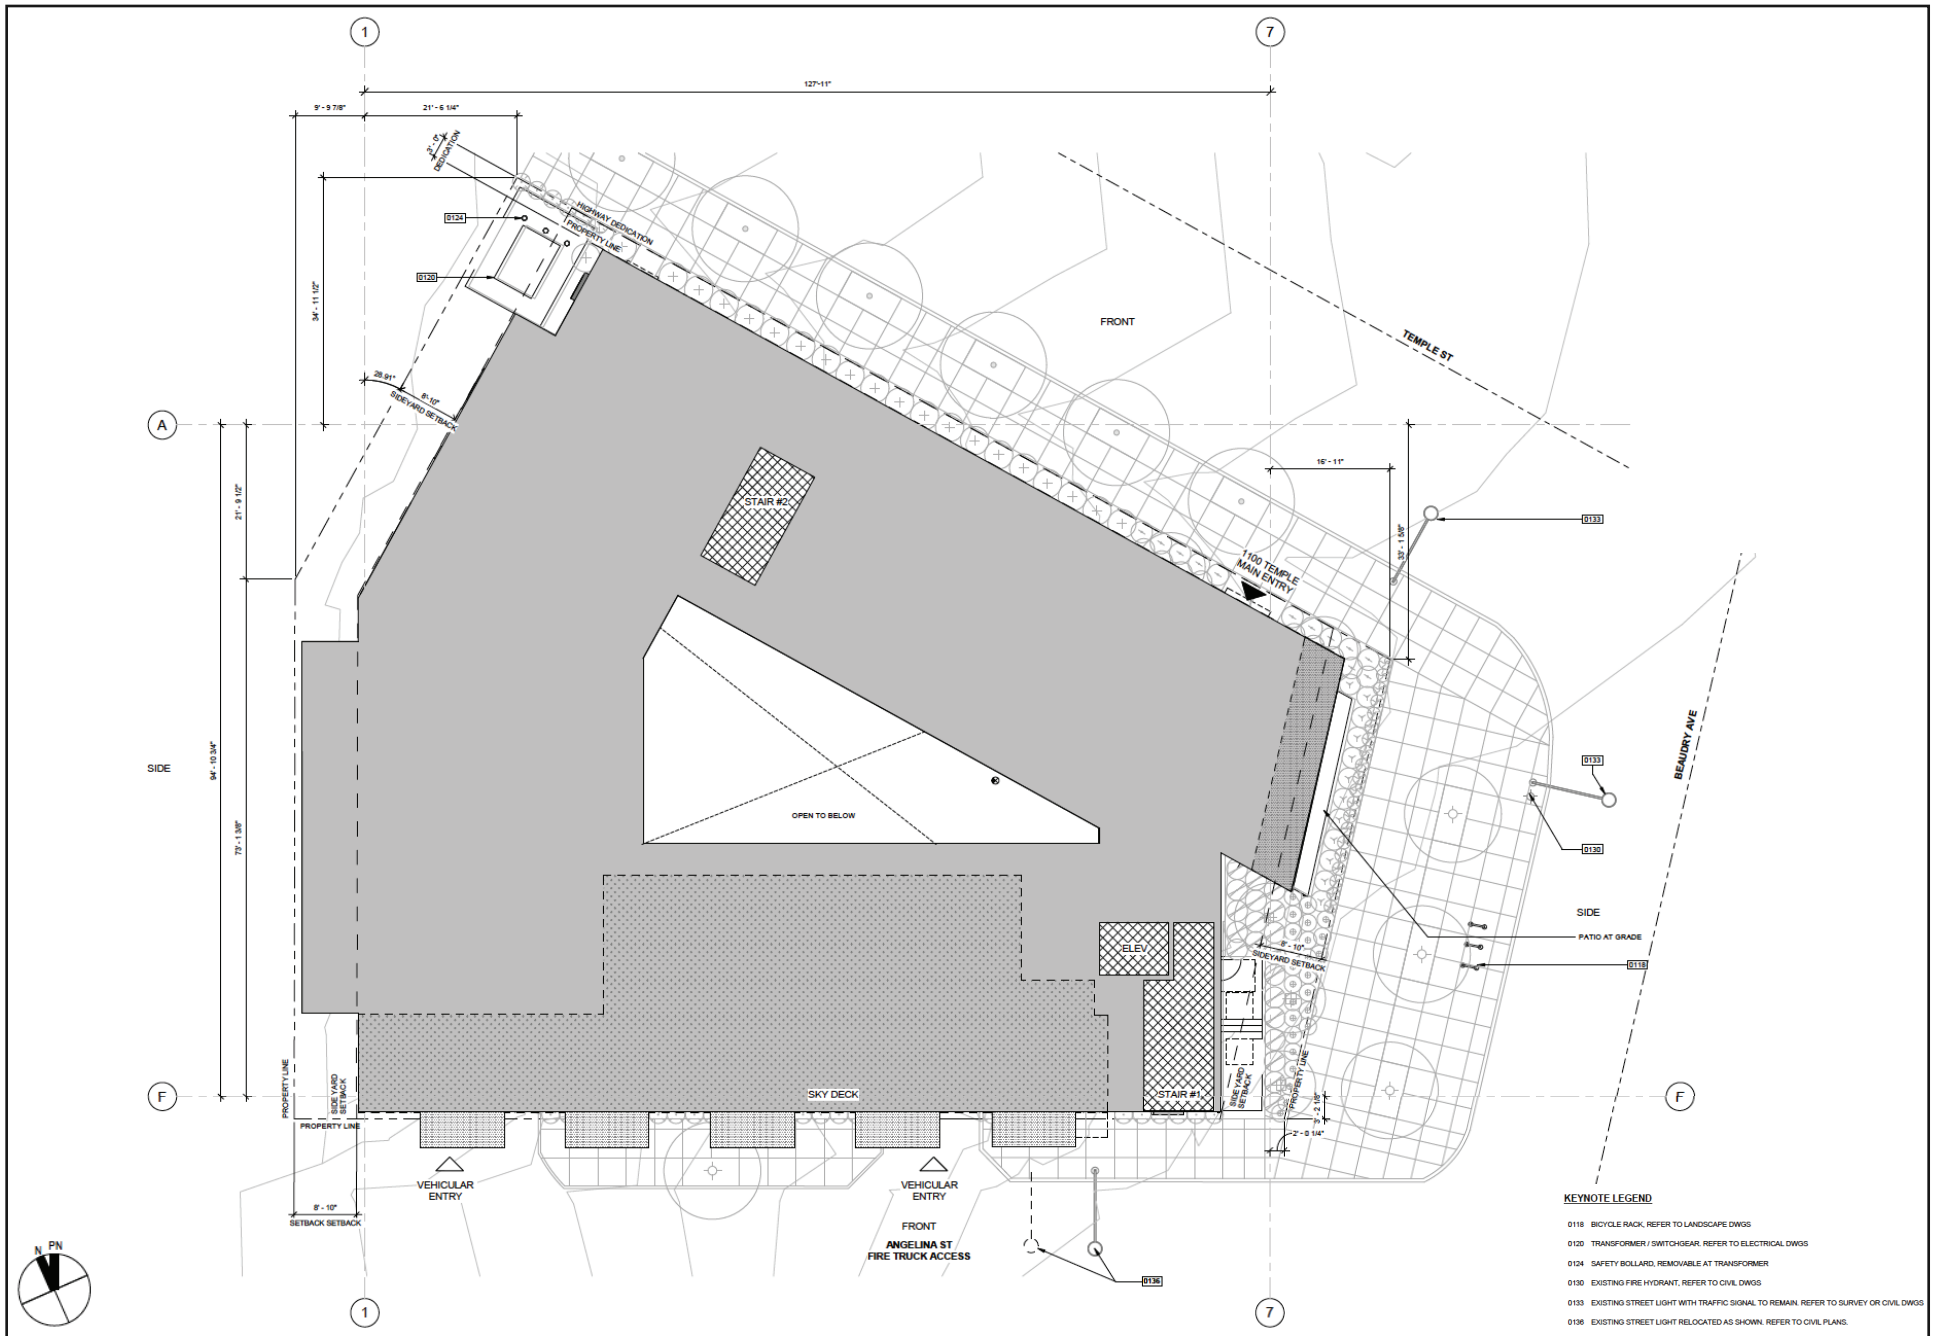 1
7
127'-11"
9' - 9 7/8"
21' - 6 1/4"
3' - 0"
DEDICATION
0124
HIGHWAY DEDICATION
PROPERTY LINE
0120
34' - 11 1/2"
FRONT
TEMPLE ST
28.91°
8'-10"
SIDEYARD SETBACK
A
16' - 11"
21' - 9 1/2"
STAIR #2
0133
33' - 1 5/8"
1100 TEMPLE
MAIN ENTRY
BEAUDRY AVE
SIDE
94' - 10 3/4"
0133
OPEN TO BELOW
73' - 1 3/8"
0130
SIDE
PATIO AT GRADE
ELEV
8' - 10"
SIDEYARD SETBACK
0118
PROPERTY LINE
SIDE YARD
SETBACK
SKY DECK
STAIR #1
SIDE YARD
SETBACK
PROPERTY LINE
F
F
3' - 2 1/8"
PROPERTY LINE
2' - 0 1/4"
VEHICULAR
ENTRY
VEHICULAR
ENTRY
8' - 10"
SETBACK SETBACK
FRONT
ANGELINA ST
FIRE TRUCK ACCESS
0136
N PN
1
7
KEYNOTE LEGEND
0118 BICYCLE RACK, REFER TO LANDSCAPE DWGS
0120 TRANSFORMER / SWITCHGEAR. REFER TO ELECTRICAL DWGS
0124 SAFETY BOLLARD, REMOVABLE AT TRANSFORMER
0130 EXISTING FIRE HYDRANT, REFER TO CIVIL DWGS
0133 EXISTING STREET LIGHT WITH TRAFFIC SIGNAL TO REMAIN. REFER TO SURVEY OR CIVIL DWGS
0136 EXISTING STREET LIGHT RELOCATED AS SHOWN. REFER TO CIVIL PLANS.